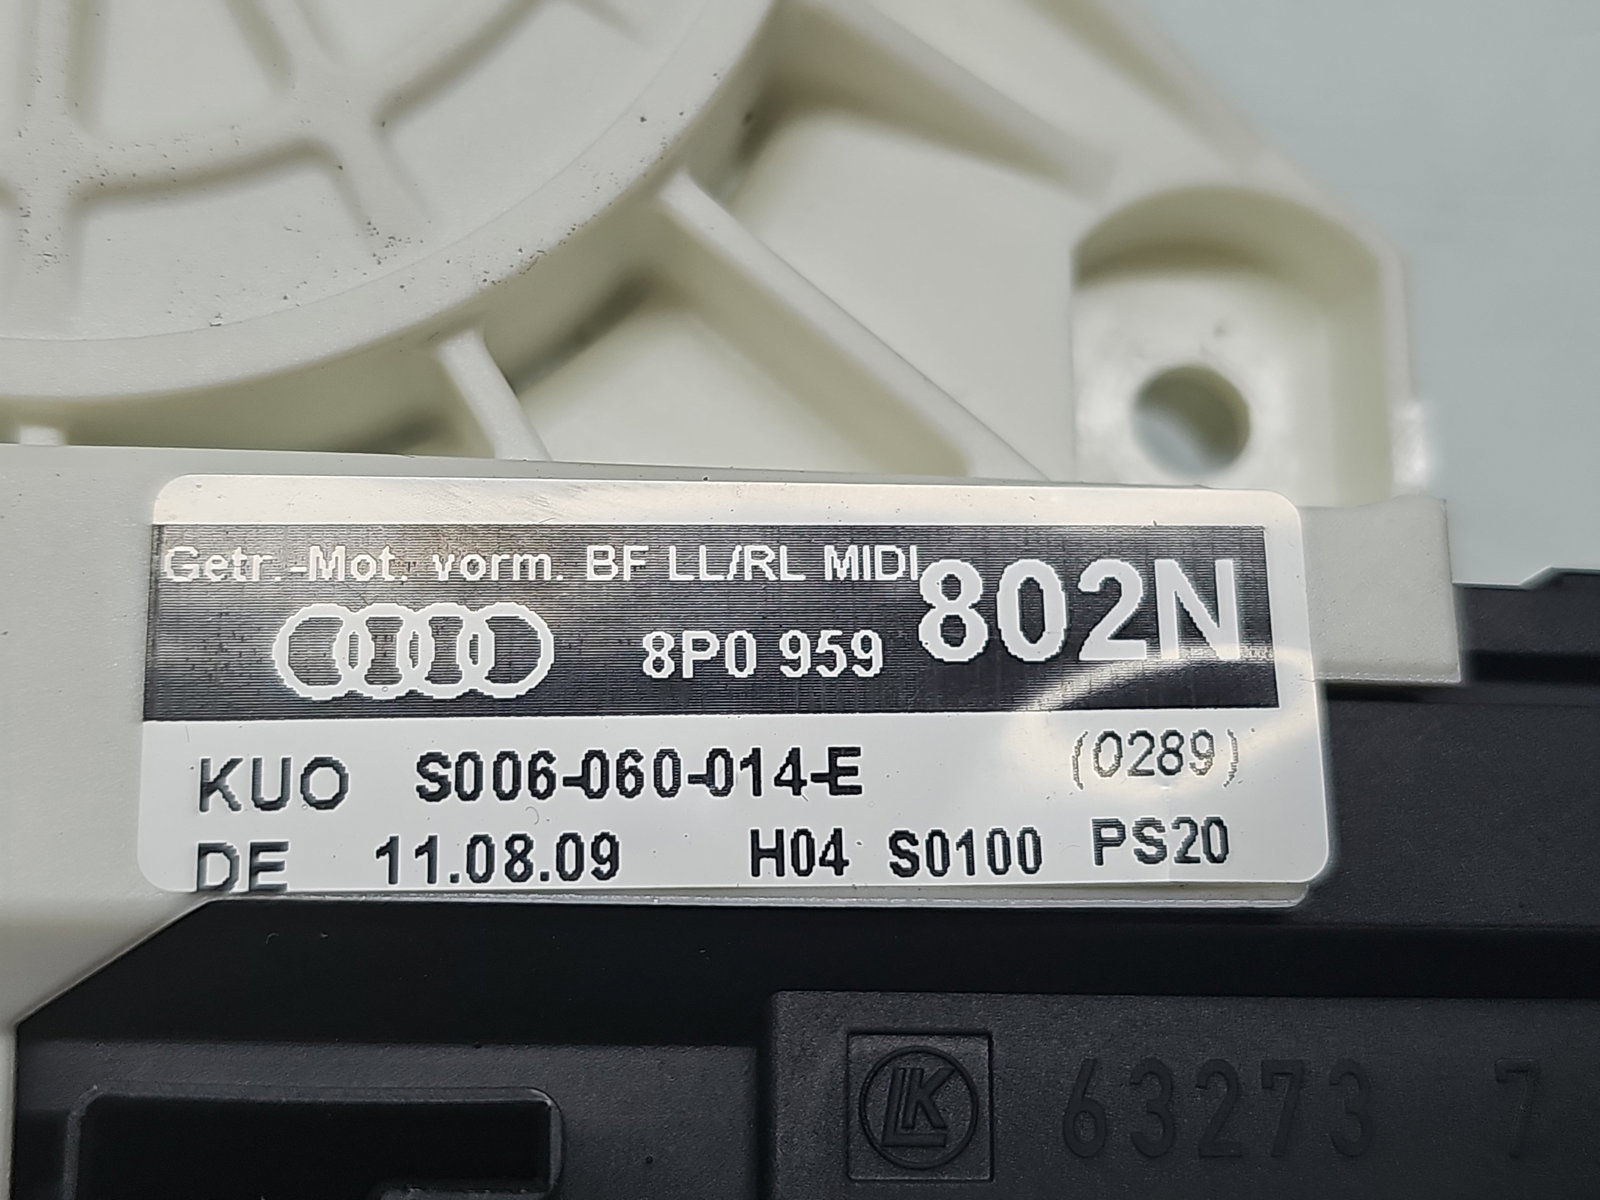 Getr.-Mot. vorm. BF LL/RL MIDI
8P0 959 802N
KUO S006-060-014-E (0289)
DE 11.08.09 H04 S0100 PS20
LK 63273 7